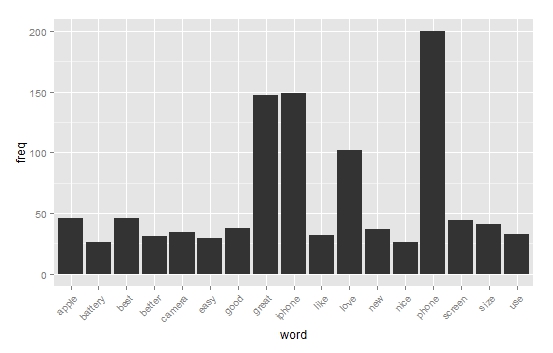 200
150
100
50
0
freq
apple battery best better camera easy good great iphone like love new nice phone screen size use
word